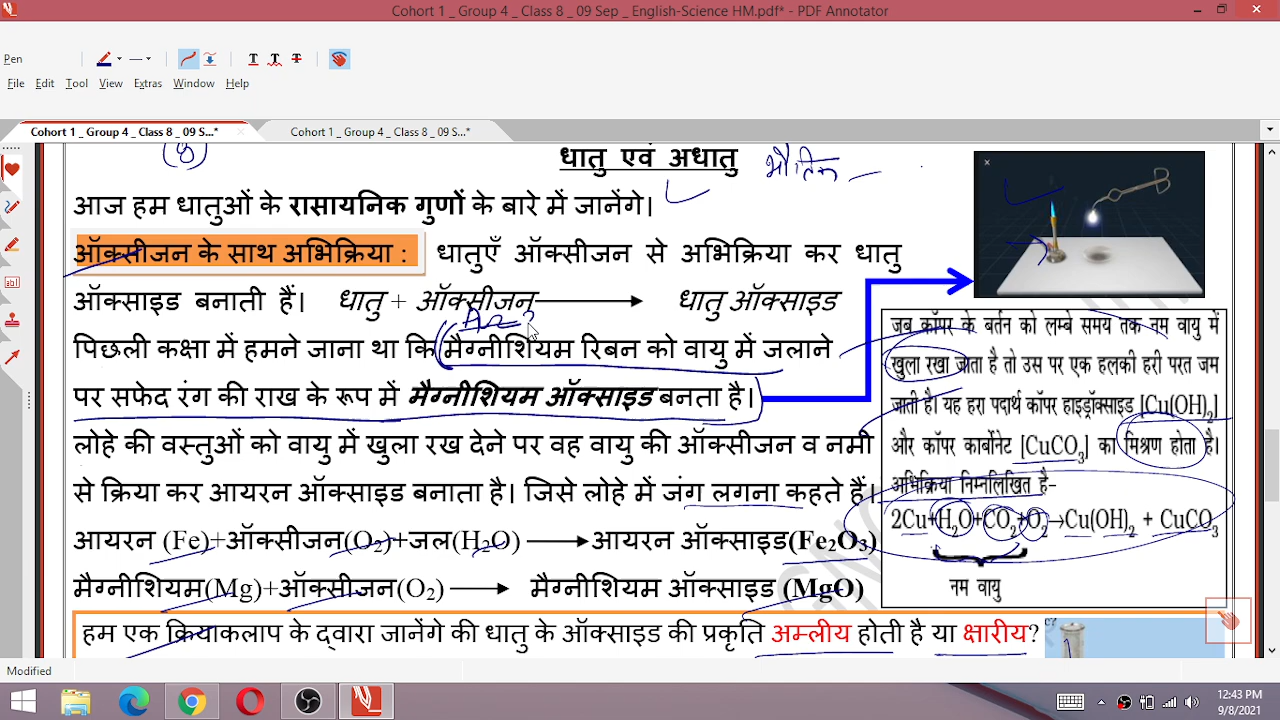 Cohort 1 _ Group 4 _ Class 8 _ 09 Sep _ English-Science HM.pdf* - PDF Annotator
Pen
File Edit Tool View Extras Window Help
Cohort 1 _ Group 4 _ Class 8 _ 09 S...* Cohort 1 _ Group 4 _ Class 8 _ 09 S...*
धातु एवं अधातु
आज हम धातुओं के रासायनिक गुणों के बारे में जानेंगे।
ऑक्सीजन के साथ अभिक्रिया : धातुएँ ऑक्सीजन से अभिक्रिया कर धातु
ऑक्साइड बनाती हैं। धातु + ऑक्सीजन → धातु ऑक्साइड
पिछली कक्षा में हमने जाना था कि मैग्नीशियम रिबन को वायु में जलाने
पर सफेद रंग की राख के रूप में मैग्नीशियम ऑक्साइड बनता है।
लोहे की वस्तुओं को वायु में खुला रख देने पर वह वायु की ऑक्सीजन व नमी
से क्रिया कर आयरन ऑक्साइड बनाता है। जिसे लोहे में जंग लगना कहते हैं।
आयरन (Fe)+ऑक्सीजन(O₂)+जल(H₂O) → आयरन ऑक्साइड(Fe₂O₃)
मैग्नीशियम(Mg)+ऑक्सीजन(O₂) → मैग्नीशियम ऑक्साइड (MgO)
जब कॉपर के बर्तन को लम्बे समय तक नम वायु में
खुला रखा जाता है तो उस पर एक हलकी हरी परत जम
जाती है। यह हरा पदार्थ कॉपर हाइड्रॉक्साइड [Cu(OH)₂]
और कॉपर कार्बोनेट [CuCO₃] का मिश्रण होता है।
अभिक्रिया निम्नलिखित है-
2Cu+H₂O+CO₂+O₂→Cu(OH)₂ + CuCO₃
नम वायु
हम एक क्रियाकलाप के द्वारा जानेंगे की धातु के ऑक्साइड की प्रकृति अम्लीय होती है या क्षारीय?
Modified
12:43 PM
9/8/2021